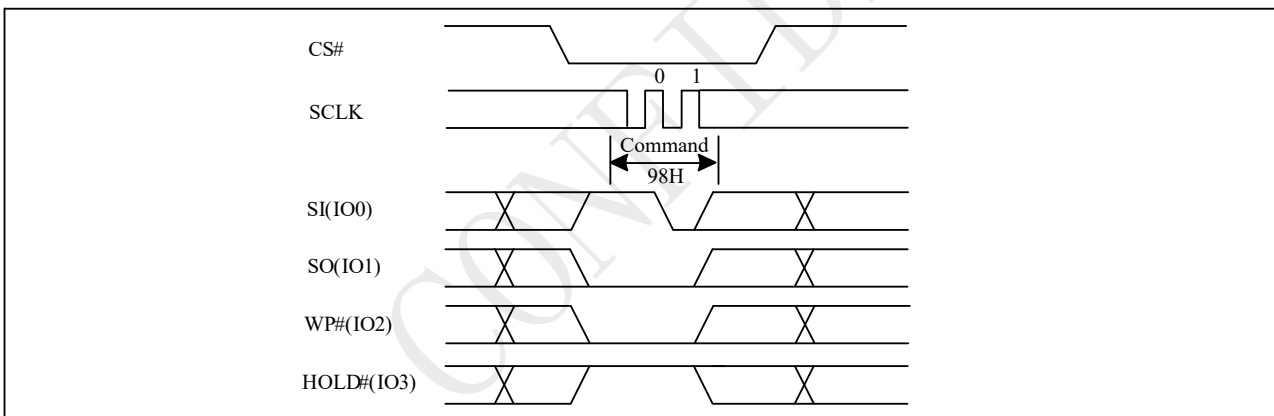 CS#
0 1
SCLK
Command
98H
SI(IO0)
SO(IO1)
WP#(IO2)
HOLD#(IO3)